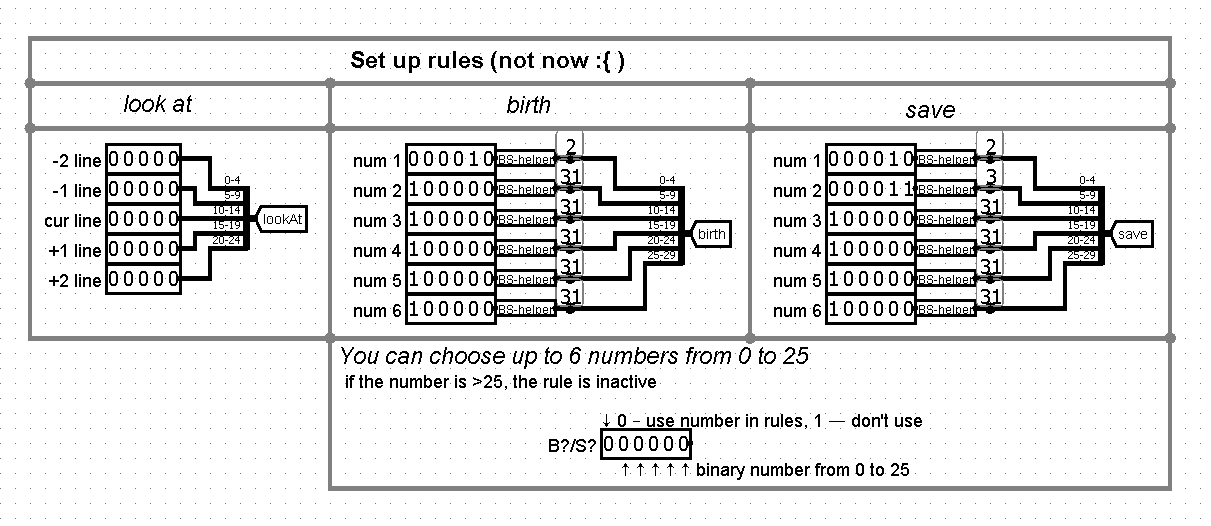 Set up rules (not now :{ )
look at
birth
save
-2 line 00000
-1 line 00000
cur line 00000
+1 line 00000
+2 line 00000
0-4
5-9
10-14
15-19
20-24
lookAt
num 1 000010 BS-helper 2
num 2 100000 BS-helper 31
num 3 100000 BS-helper 31
num 4 100000 BS-helper 31
num 5 100000 BS-helper 31
num 6 100000 BS-helper 31
0-4
5-9
10-14
15-19
20-24
25-29
birth
num 1 000010 BS-helper 2
num 2 000011 BS-helper 3
num 3 100000 BS-helper 31
num 4 100000 BS-helper 31
num 5 100000 BS-helper 31
num 6 100000 BS-helper 31
0-4
5-9
10-14
15-19
20-24
25-29
save
You can choose up to 6 numbers from 0 to 25
if the number is >25, the rule is inactive
↓ 0 – use number in rules, 1 — don't use
B?/S? 000000
↑ ↑ ↑ ↑ ↑ binary number from 0 to 25